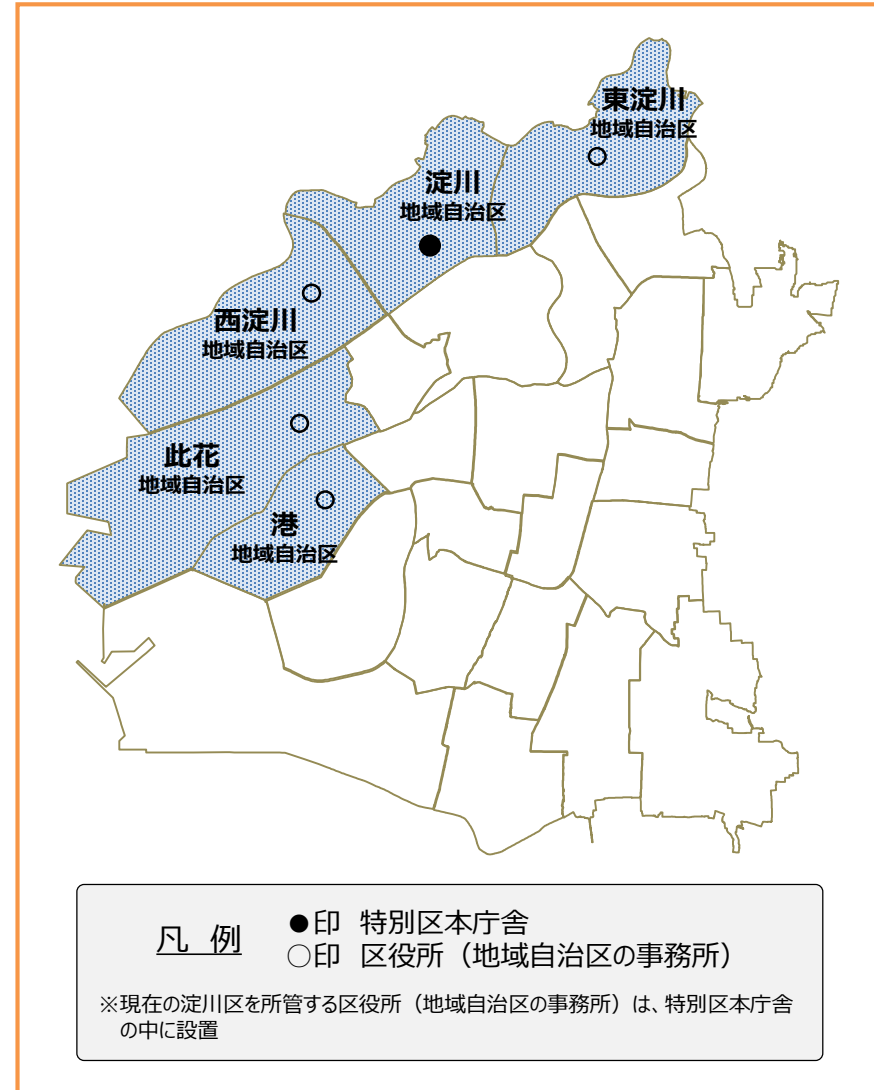 東淀川
地域自治区
淀川
地域自治区
西淀川
地域自治区
此花
地域自治区
港
地域自治区
凡 例
●印 特別区本庁舎
○印 区役所（地域自治区の事務所）
※現在の淀川区を所管する区役所（地域自治区の事務所）は、特別区本庁舎
の中に設置